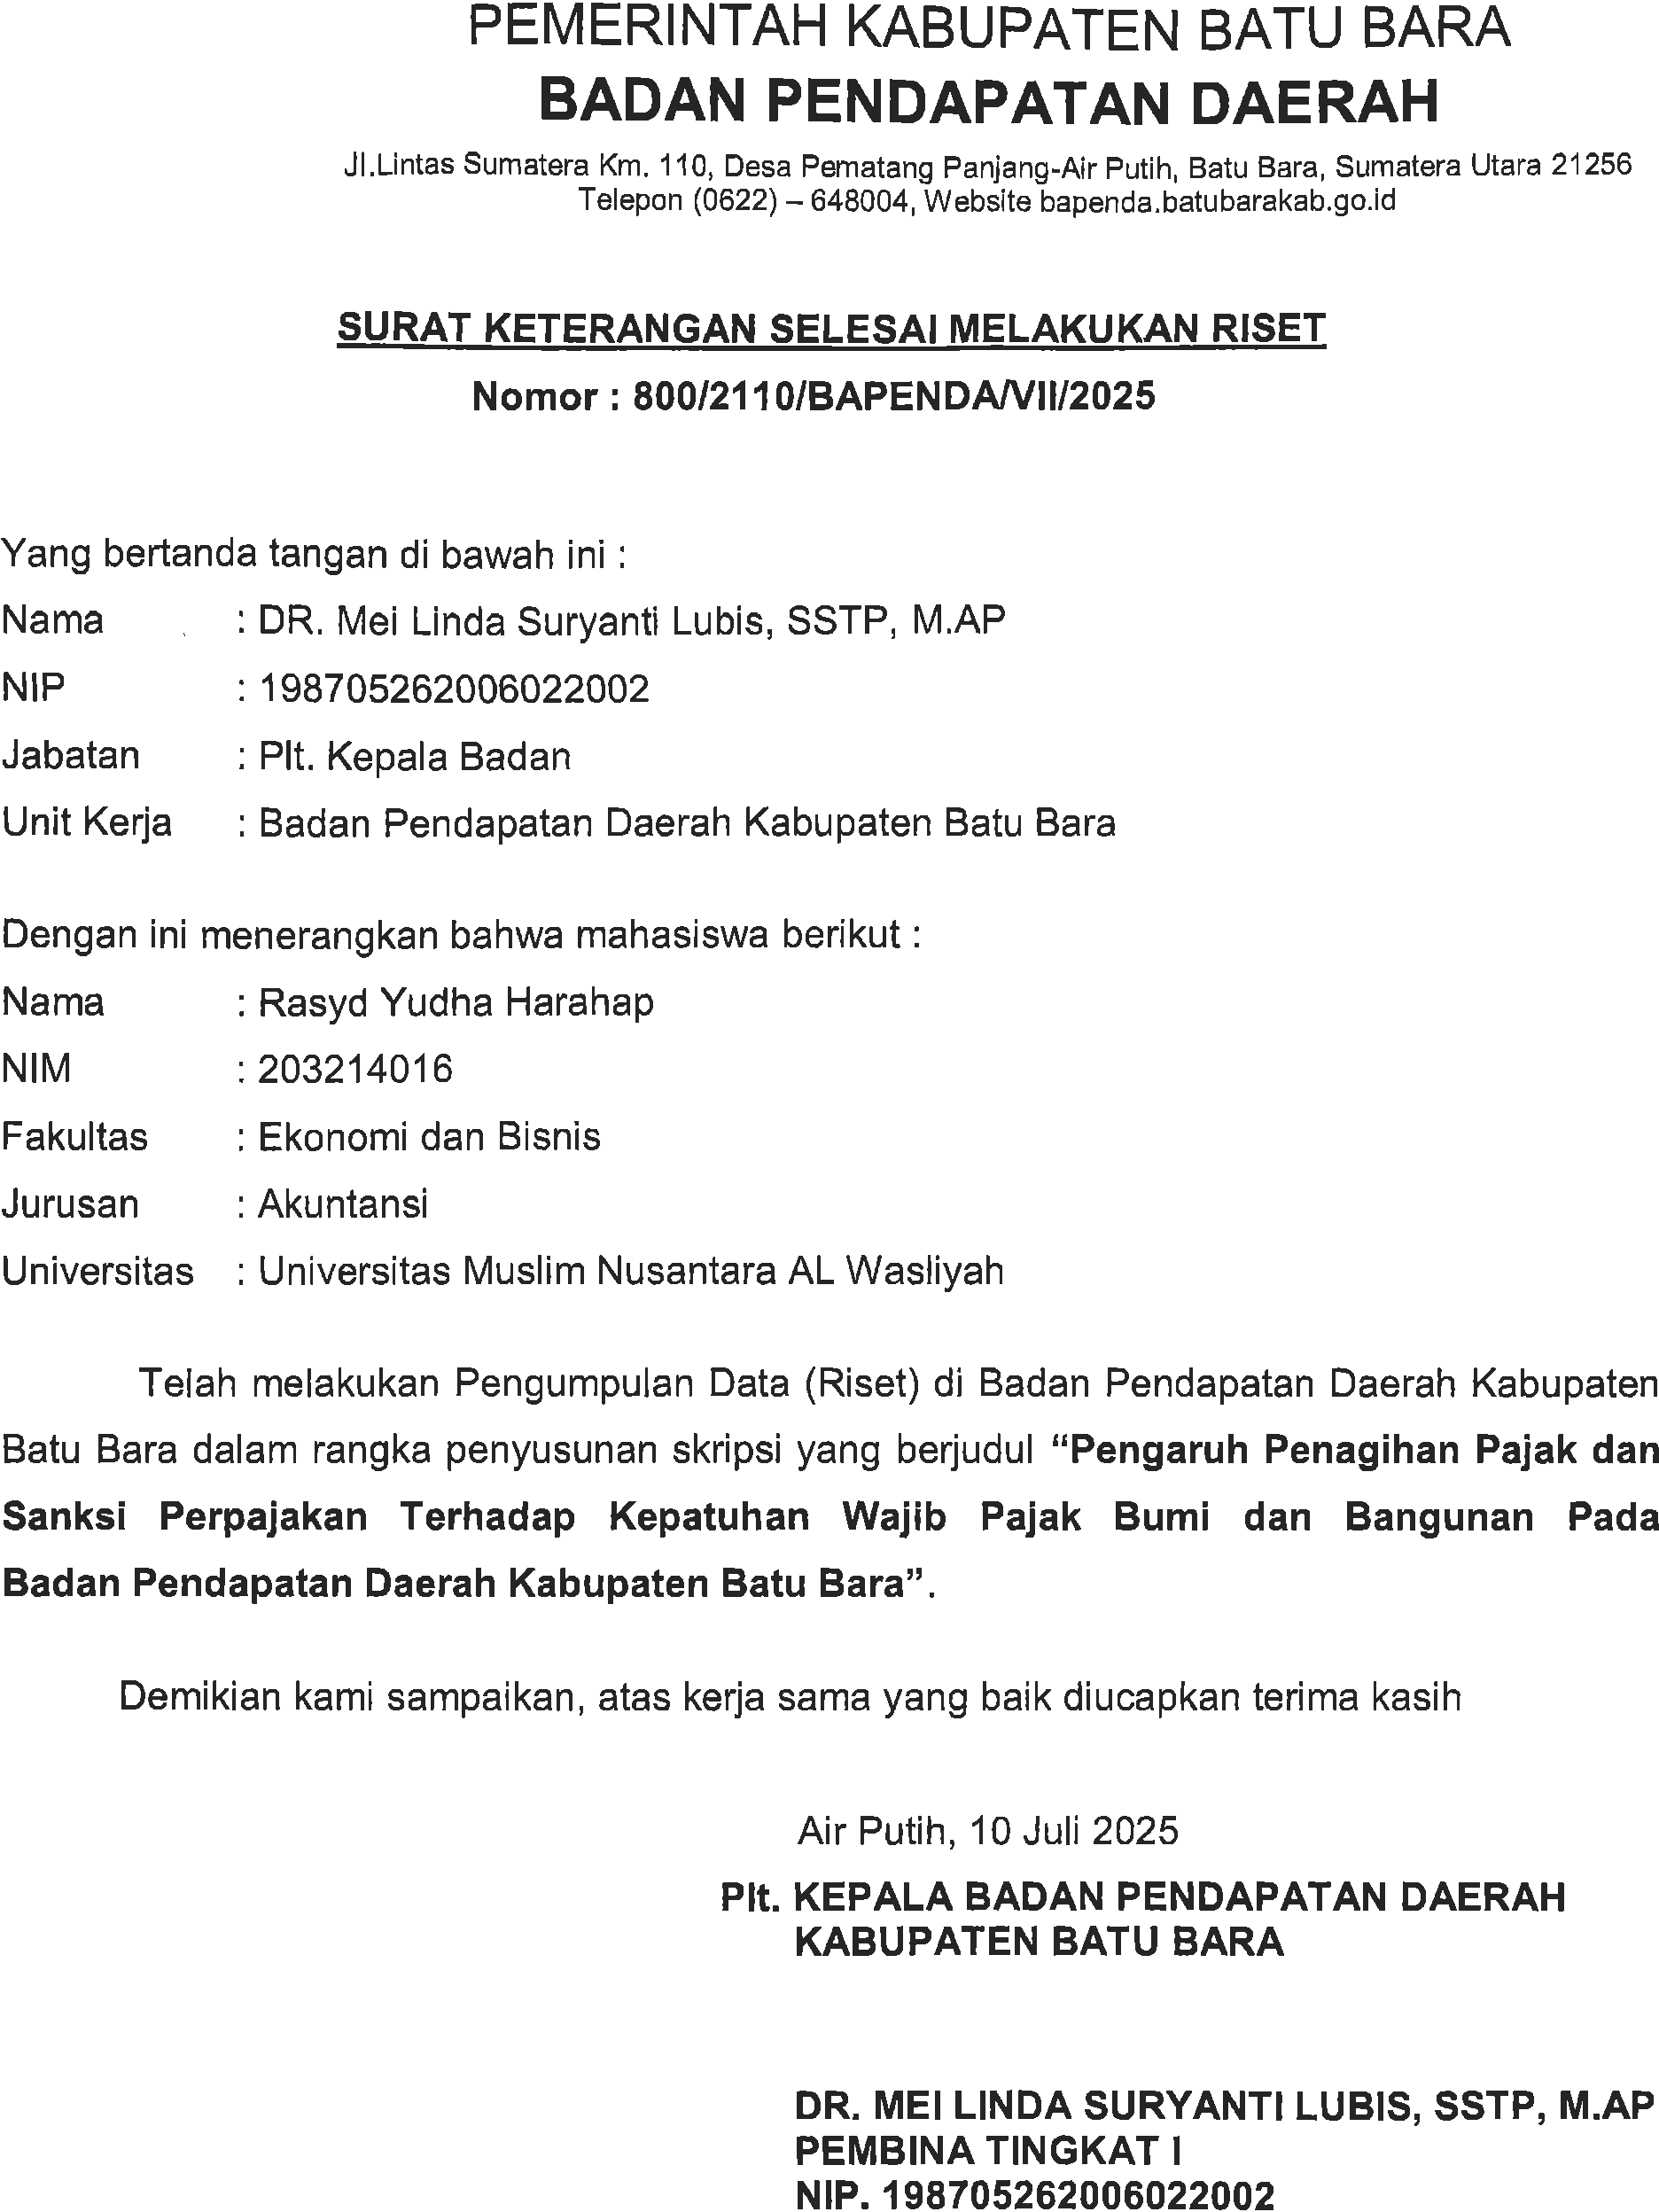 PEMERINTAH KABUPATEN BATU BARA
BADAN PENDAPATAN DAERAH
Jl.Lintas Sumatera Km. 110, Desa Pematang Panjang-Air Putih, Batu Bara, Sumatera Utara 21256
Telepon (0622) – 648004, Website bapenda.batubarakab.go.id
SURAT KETERANGAN SELESAI MELAKUKAN RISET
Nomor : 800/2110/BAPENDA/VII/2025
Yang bertanda tangan di bawah ini :
Nama : DR. Mei Linda Suryanti Lubis, SSTP, M.AP
NIP : 198705262006022002
Jabatan : Plt. Kepala Badan
Unit Kerja : Badan Pendapatan Daerah Kabupaten Batu Bara
Dengan ini menerangkan bahwa mahasiswa berikut :
Nama : Rasyd Yudha Harahap
NIM : 203214016
Fakultas : Ekonomi dan Bisnis
Jurusan : Akuntansi
Universitas : Universitas Muslim Nusantara AL Wasliyah
Telah melakukan Pengumpulan Data (Riset) di Badan Pendapatan Daerah Kabupaten
Batu Bara dalam rangka penyusunan skripsi yang berjudul “Pengaruh Penagihan Pajak dan
Sanksi Perpajakan Terhadap Kepatuhan Wajib Pajak Bumi dan Bangunan Pada
Badan Pendapatan Daerah Kabupaten Batu Bara”.
Demikian kami sampaikan, atas kerja sama yang baik diucapkan terima kasih
Air Putih, 10 Juli 2025
Plt. KEPALA BADAN PENDAPATAN DAERAH
KABUPATEN BATU BARA
DR. MEI LINDA SURYANTI LUBIS, SSTP, M.AP
PEMBINA TINGKAT I
NIP. 198705262006022002